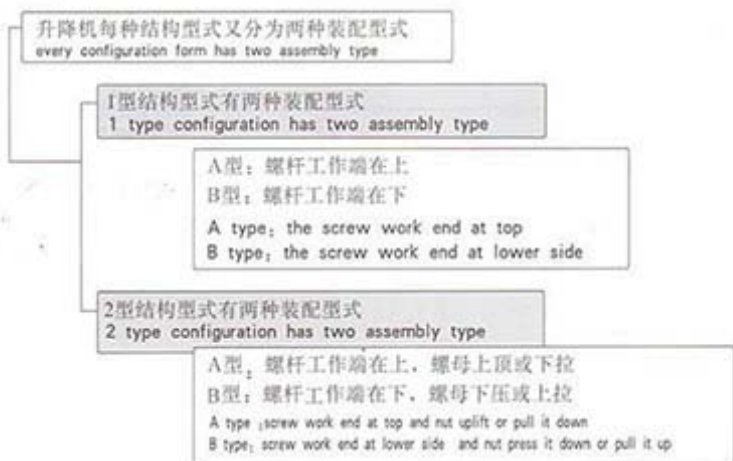 升降机每种结构型式又分为两种装配型式
every configuration form has two assembly type
1型结构型式有两种装配型式
1 type configuration has two assembly type
A型：螺杆工作端在上
B型：螺杆工作端在下
A type; the screw work end at top
B type; the screw work end at lower side
2型结构型式有两种装配型式
2 type configuration has two assembly type
A型；螺杆工作端在上，螺母上顶或下拉
B型：螺杆工作端在下，螺母下压或上拉
A type ;screw work end at top and nut uplift or pull it down
B type; screw work end at lower side and nut press it down or pull it up